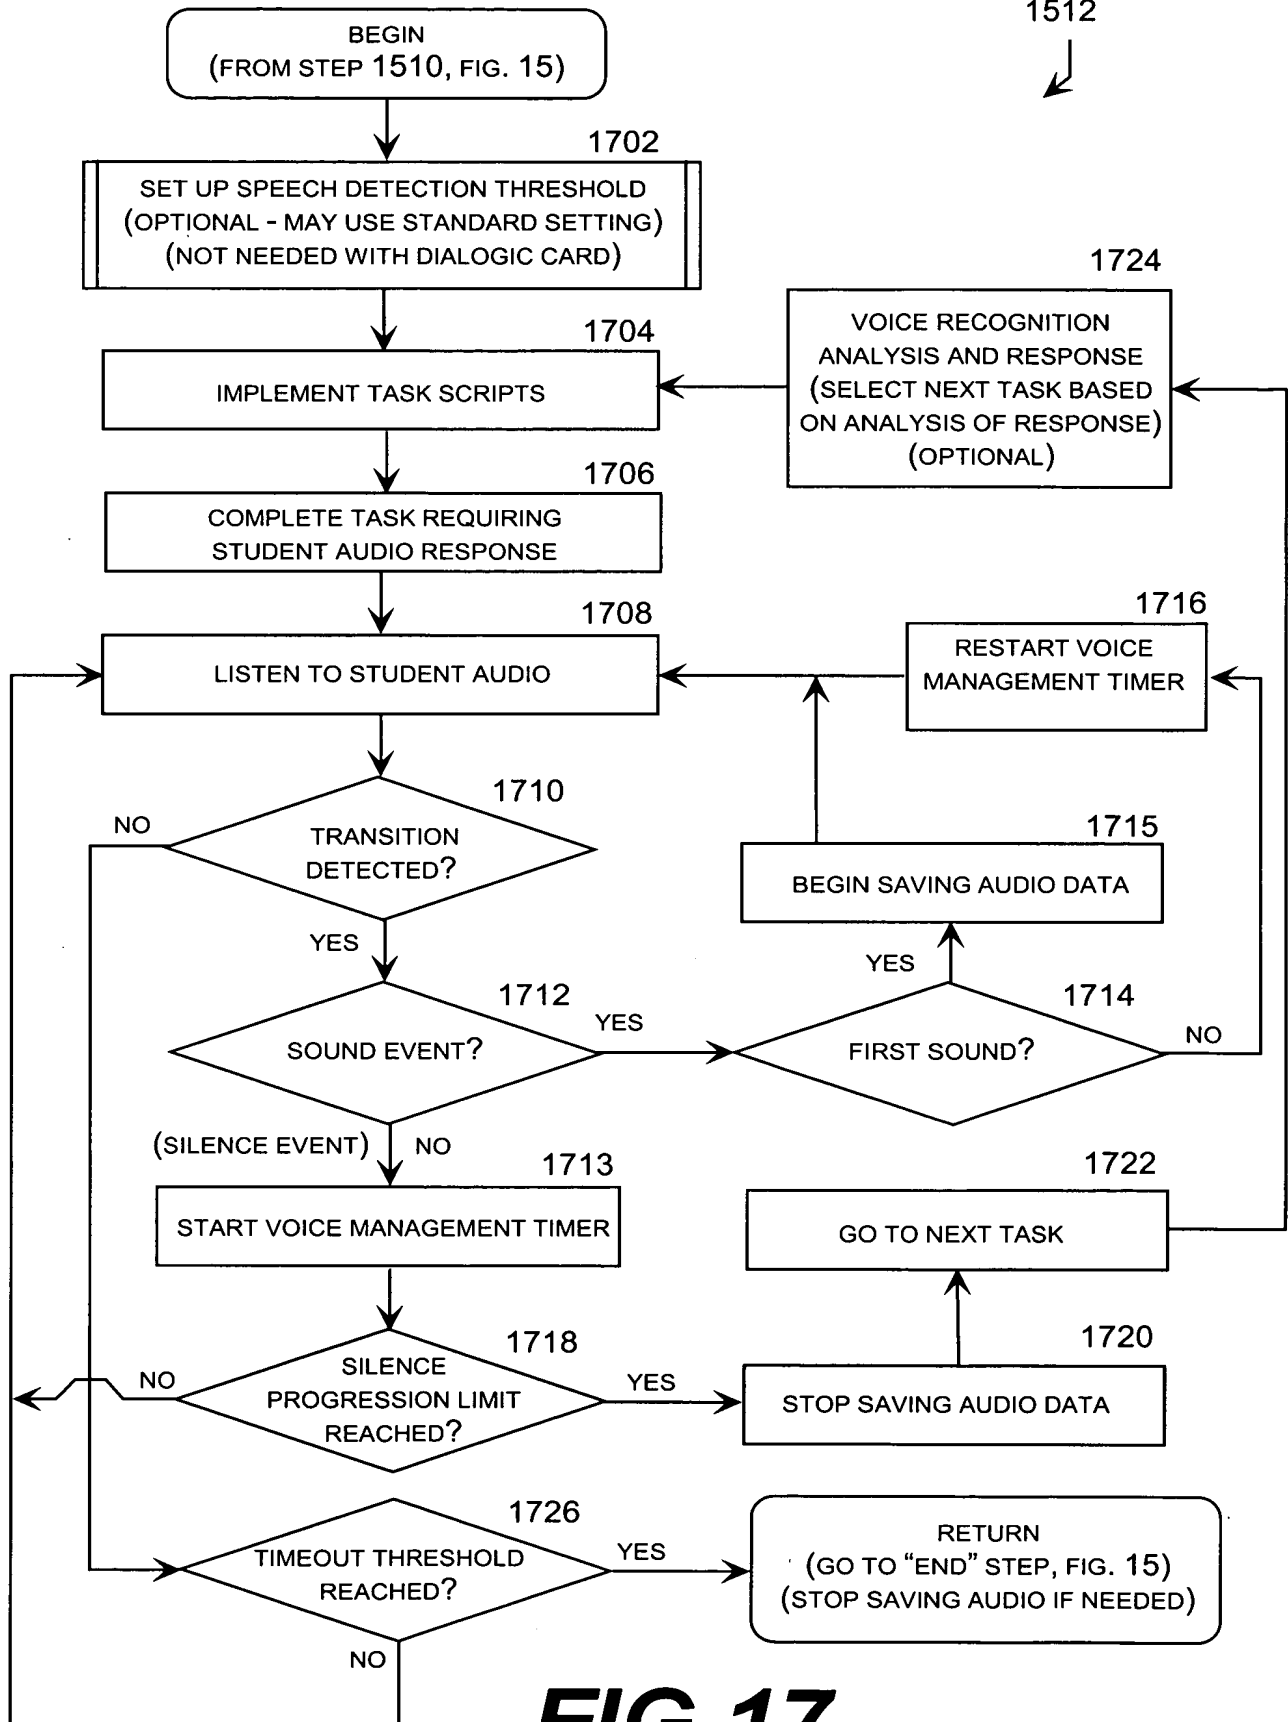 1512
BEGIN
(FROM STEP 1510, FIG. 15)
1702
SET UP SPEECH DETECTION THRESHOLD
(OPTIONAL - MAY USE STANDARD SETTING)
(NOT NEEDED WITH DIALOGIC CARD)
1724
VOICE RECOGNITION
ANALYSIS AND RESPONSE
(SELECT NEXT TASK BASED
ON ANALYSIS OF RESPONSE)
(OPTIONAL)
1704
IMPLEMENT TASK SCRIPTS
1706
COMPLETE TASK REQUIRING
STUDENT AUDIO RESPONSE
1708
LISTEN TO STUDENT AUDIO
1716
RESTART VOICE
MANAGEMENT TIMER
1710
NO
TRANSITION
DETECTED?
YES
1715
BEGIN SAVING AUDIO DATA
YES
1712
SOUND EVENT?
YES
1714
FIRST SOUND?
NO
(SILENCE EVENT)
NO
1713
START VOICE MANAGEMENT TIMER
1722
GO TO NEXT TASK
1718
NO
SILENCE
PROGRESSION LIMIT
REACHED?
YES
1720
STOP SAVING AUDIO DATA
1726
TIMEOUT THRESHOLD
REACHED?
YES
NO
RETURN
(GO TO "END" STEP, FIG. 15)
(STOP SAVING AUDIO IF NEEDED)
FIG 17